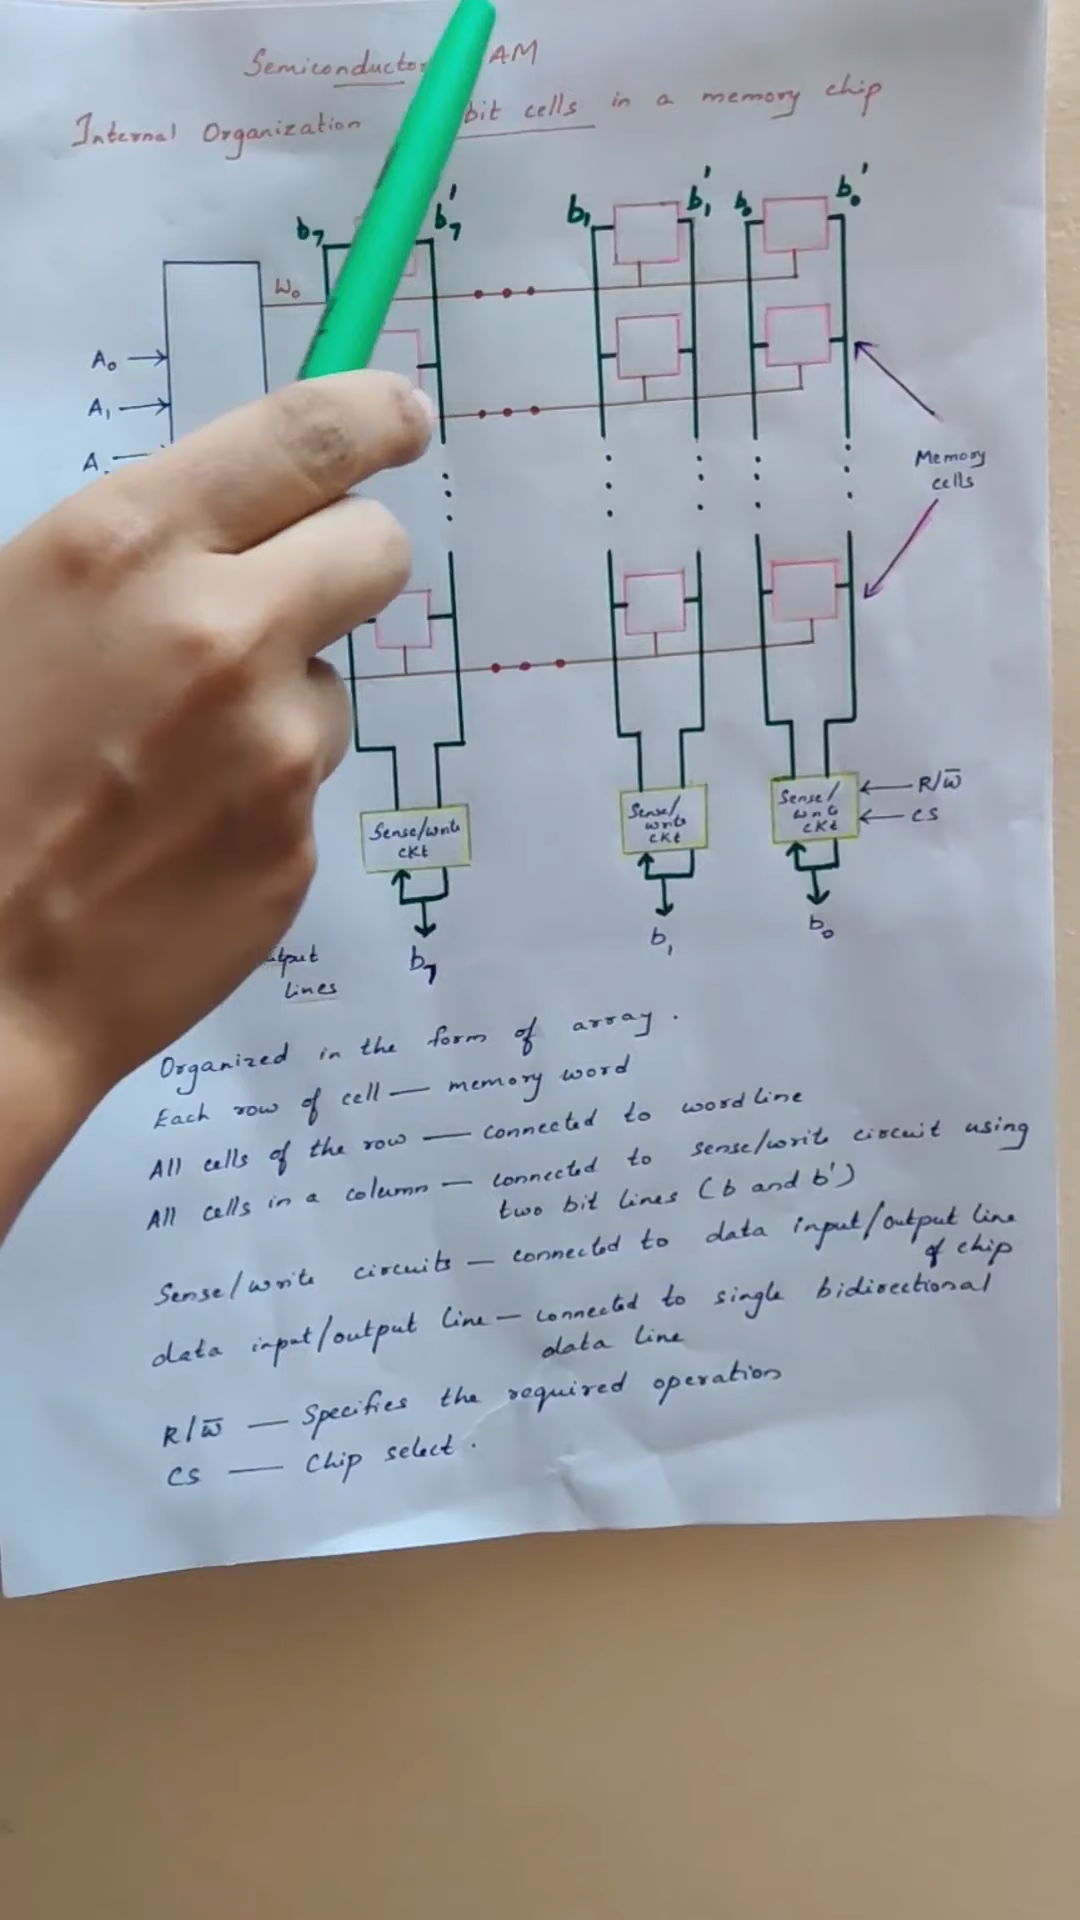 AM
Internal Organization bit cells in a memory chip
b7 b7' b1 b1' b0 b0'
W0
A0
A1
A
Memory
cells
R/W̅
CS
Sense/write
CKt
Sense/
write
CKt
Sense/
write
CKt
b7
b1
b0
Lines
Organized in the form of array.
Each row of cell — memory word
All cells of the row — connected to word line
All cells in a column — connected to sense/write circuit using
two bit lines (b and b')
Sense/write circuits — connected to data input/output line
of chip
data input/output line — connected to single bidirectional
data line
R/W̅ — Specifies the required operation
CS — Chip select.